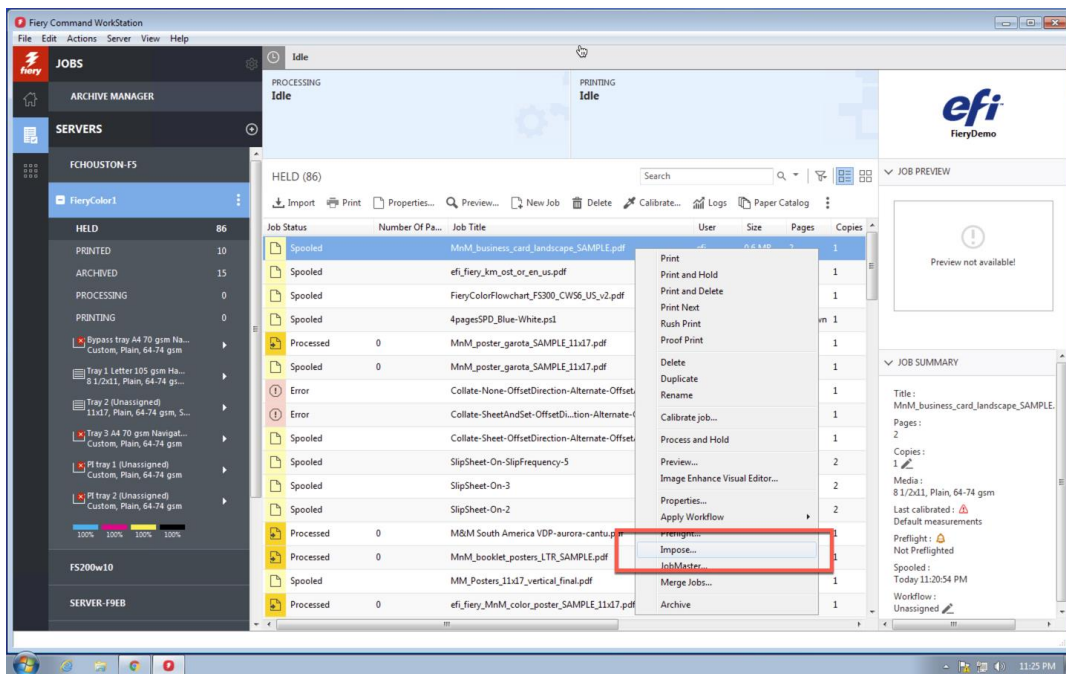 Fiery Command WorkStation
File Edit Actions Server View Help
fiery
JOBS
Idle
ARCHIVE MANAGER
PROCESSING
Idle
PRINTING
Idle
efi
FieryDemo
SERVERS
FCHOUSTON-F5
HELD (86)
Search
JOB PREVIEW
FieryColor1
Import Print Properties... Preview... New Job Delete Calibrate... Logs Paper Catalog
Job Status Number Of Pa... Job Title User Size Pages Copies
HELD 86
PRINTED 10
ARCHIVED 15
PROCESSING 0
PRINTING 0
Bypass tray A4 70 gsm Na...
Custom, Plain, 64-74 gsm
Tray 1 Letter 105 gsm Ha...
8 1/2x11, Plain, 64-74 gs...
Tray 2 (Unassigned)
11x17, Plain, 64-74 gsm, S...
Tray 3 A4 70 gsm Navigat...
Custom, Plain, 64-74 gsm
PI tray 1 (Unassigned)
Custom, Plain, 64-74 gsm
PI tray 2 (Unassigned)
Custom, Plain, 64-74 gsm
100% 100% 100% 100%
FS200w10
SERVER-F9EB
Spooled MnM_business_card_landscape_SAMPLE.pdf efi 0.6 MB 2 1
Spooled efi_fiery_km_ost_or_en_us.pdf 1
Spooled FieryColorFlowchart_FS300_CWS6_US_v2.pdf 1
Spooled 4pagesSPD_Blue-White.ps1 wn 1
Processed 0 MnM_poster_garota_SAMPLE_11x17.pdf 1
Spooled 0 MnM_poster_garota_SAMPLE_11x17.pdf 1
Error Collate-None-OffsetDirection-Alternate-Offset 1
Error Collate-SheetAndSet-OffsetDi...tion-Alternate- 1
Spooled Collate-Sheet-OffsetDirection-Alternate-Offset 1
Spooled SlipSheet-On-SlipFrequency-5 2
Spooled SlipSheet-On-3 2
Spooled SlipSheet-On-2 2
Processed 0 M&M South America VDP-aurora-cantu.pdf 1
Processed 0 MnM_booklet_posters_LTR_SAMPLE.pdf 1
Spooled MM_Posters_11x17_vertical_final.pdf 1
Processed 0 efi_fiery_MnM_color_poster_SAMPLE_11x17.pdf 1
Print
Print and Hold
Print and Delete
Print Next
Rush Print
Proof Print
Delete
Duplicate
Rename
Calibrate job...
Process and Hold
Preview...
Image Enhance Visual Editor...
Properties...
Apply Workflow
Preflight...
Impose...
JobMaster...
Merge Jobs...
Archive
Preview not available!
JOB SUMMARY
Title :
MnM_business_card_landscape_SAMPLE.
Pages :
2
Copies :
1
Media :
8 1/2x11, Plain, 64-74 gsm
Last calibrated :
Default measurements
Preflight :
Not Preflighted
Spooled :
Today 11:20:54 PM
Workflow :
Unassigned
11:25 PM